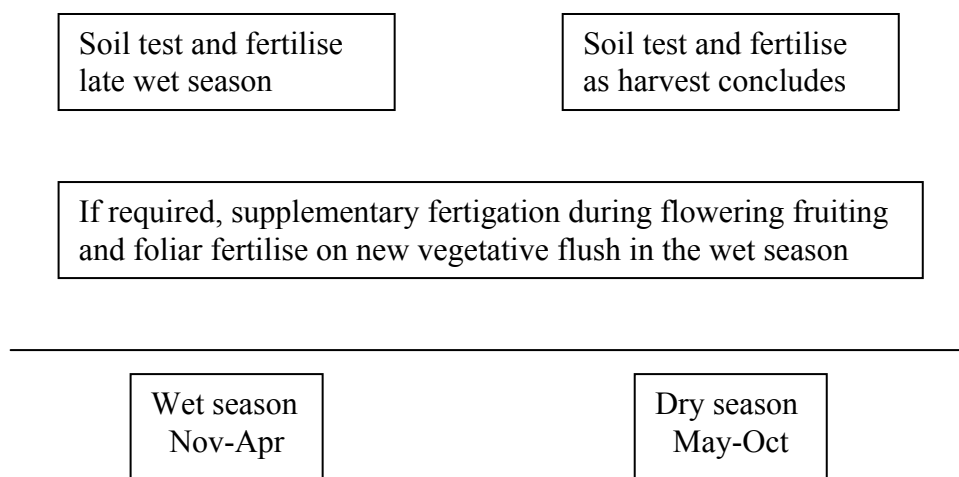 Soil test and fertilise
late wet season
Soil test and fertilise
as harvest concludes
If required, supplementary fertigation during flowering fruiting
and foliar fertilise on new vegetative flush in the wet season
Wet season
Nov-Apr
Dry season
May-Oct